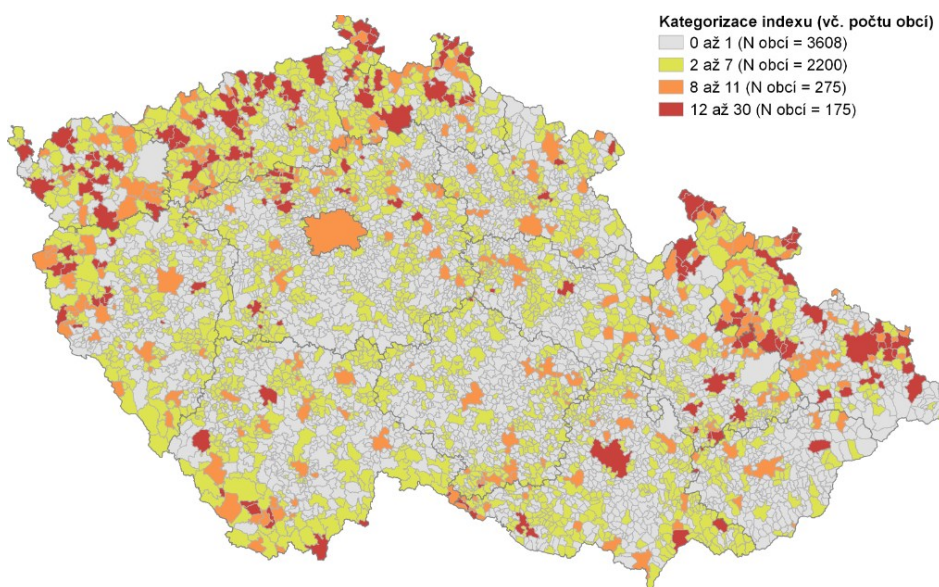 Kategorizace indexu (vč. počtu obcí)
0 až 1 (N obcí = 3608)
2 až 7 (N obcí = 2200)
8 až 11 (N obcí = 275)
12 až 30 (N obcí = 175)